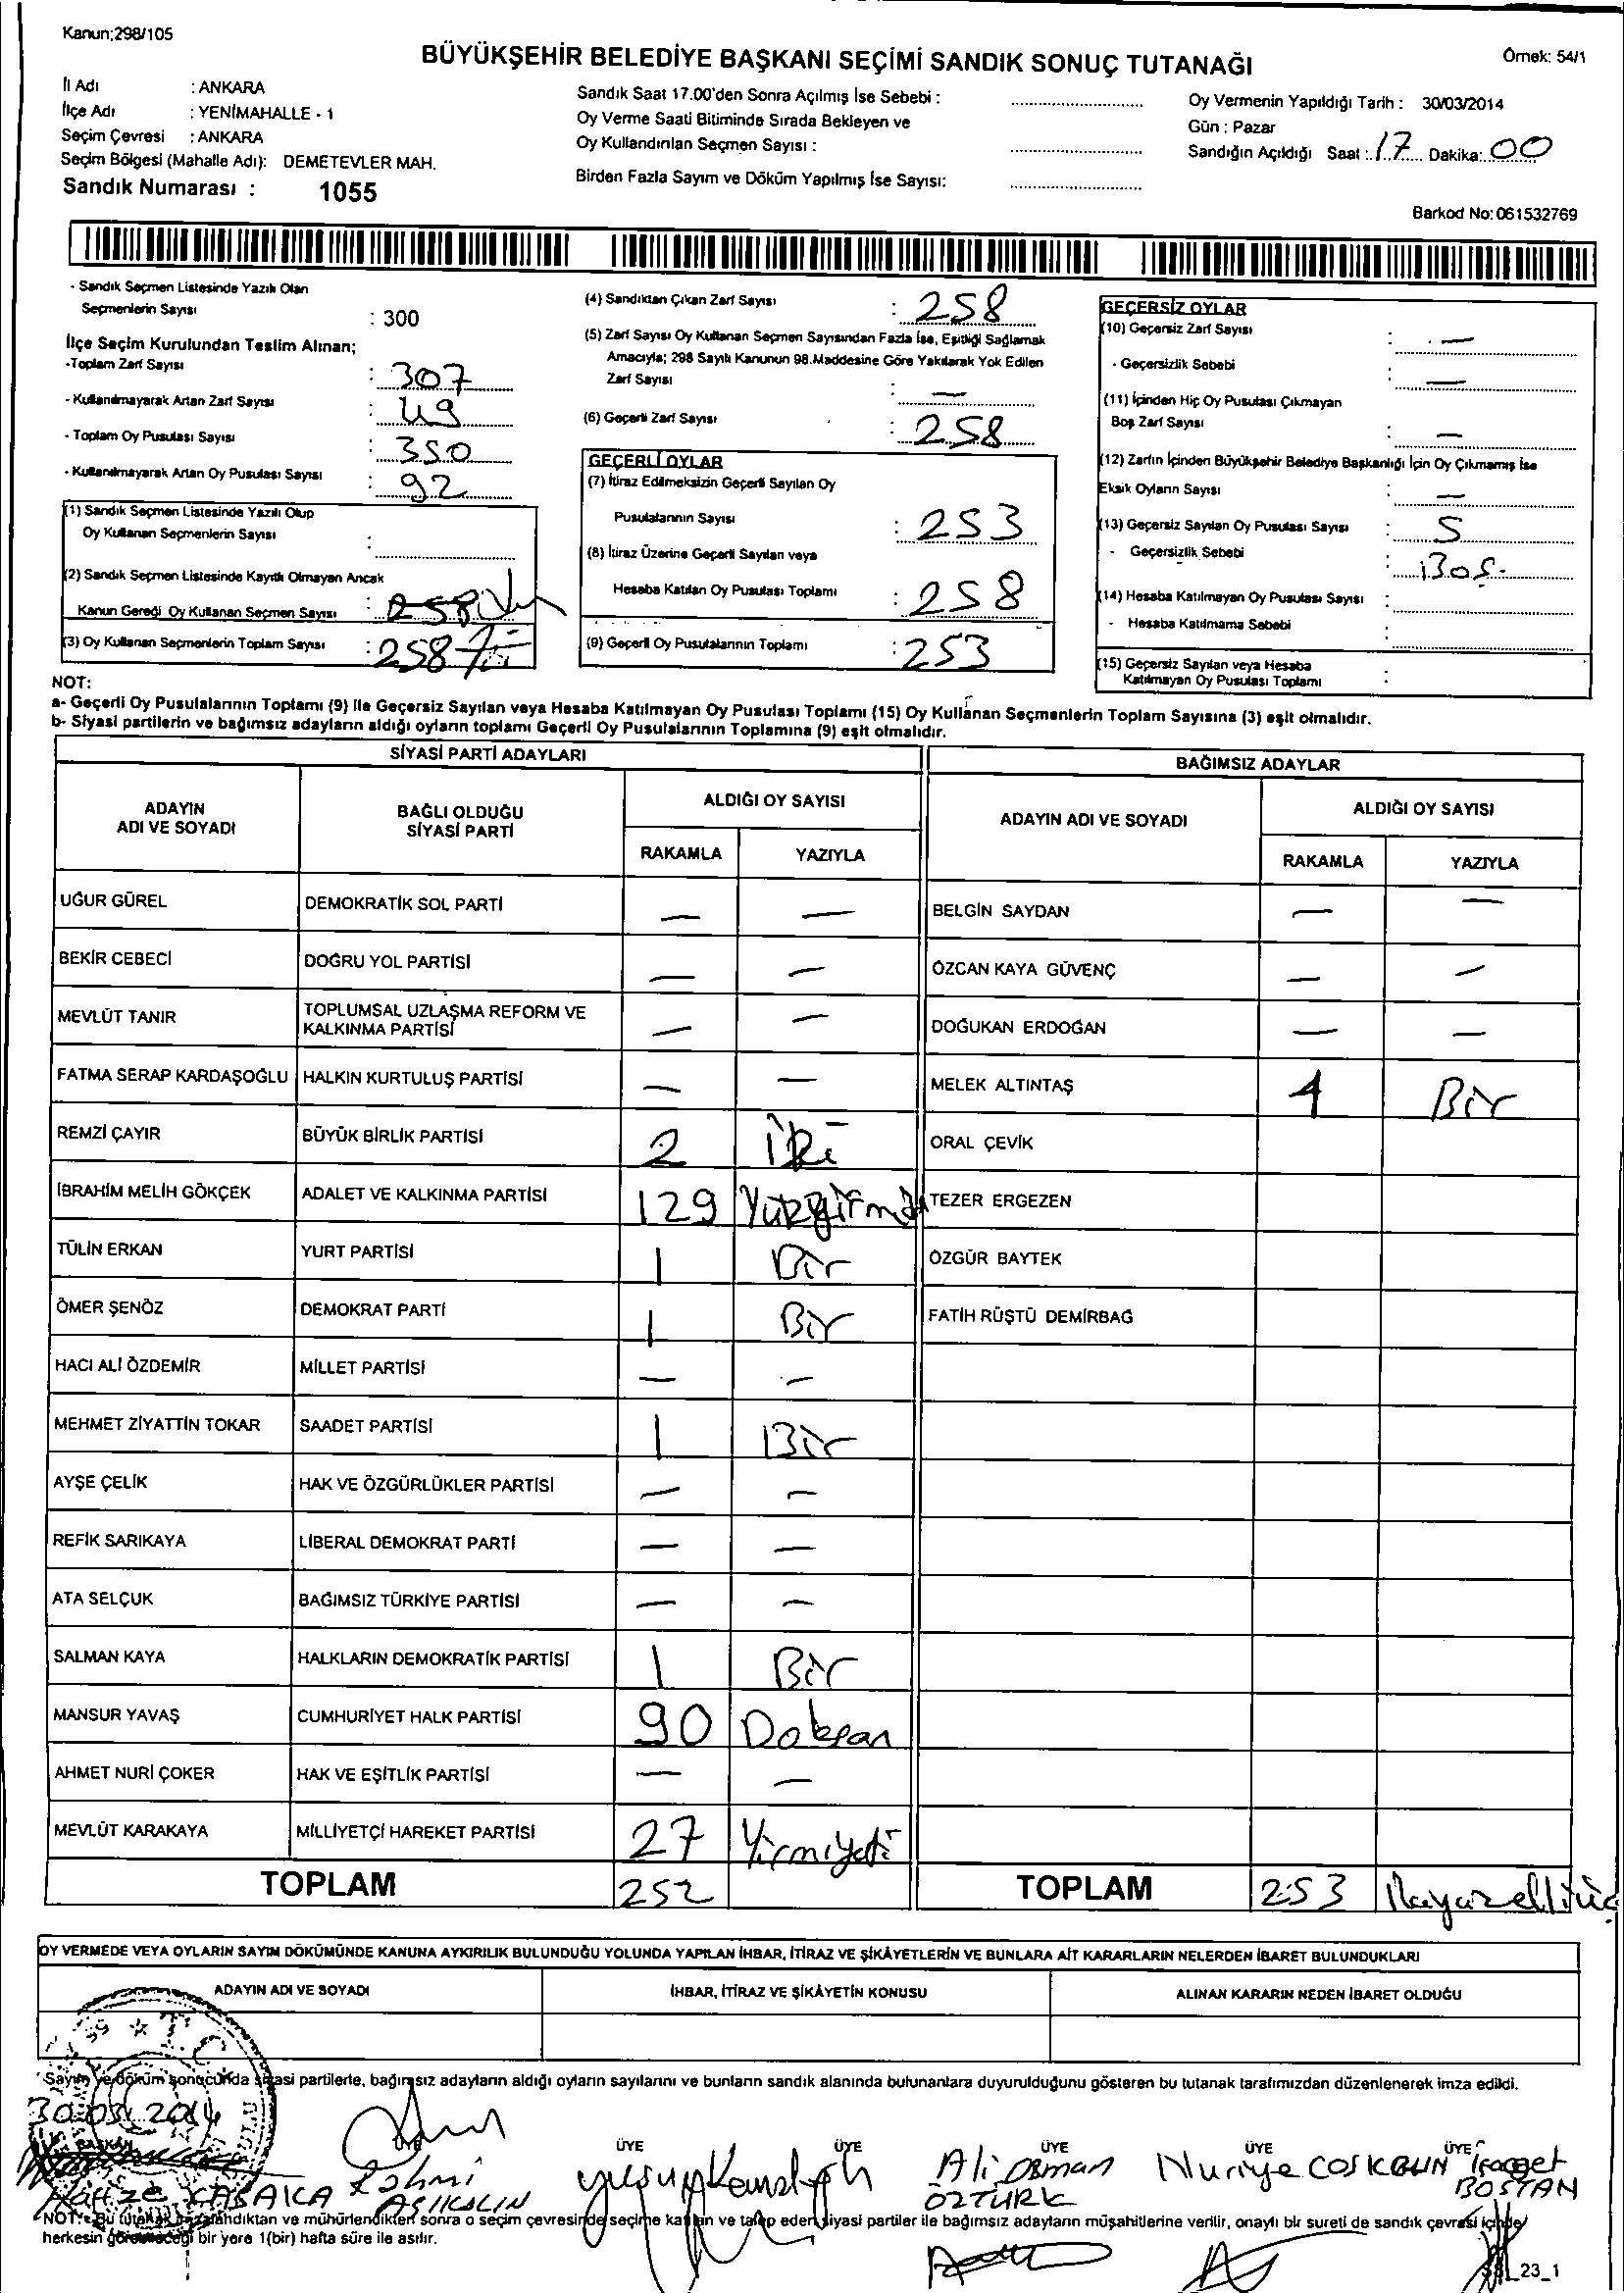 Kanun;298/105
BÜYÜKŞEHİR BELEDİYE BAŞKANI SEÇİMİ SANDIK SONUÇ TUTANAĞI
Örnek: 54/1
İl Adı : ANKARA
İlçe Adı : YENİMAHALLE - 1
Seçim Çevresi : ANKARA
Seçim Bölgesi (Mahalle Adı): DEMETEVLER MAH.
Sandık Numarası : 1055
Sandık Saat 17.00'den Sonra Açılmış İse Sebebi :
Oy Verme Saati Bitiminde Sırada Bekleyen ve
Oy Kullandırılan Seçmen Sayısı :
Birden Fazla Sayım ve Döküm Yapılmış İse Sayısı:
Oy Vermenin Yapıldığı Tarih : 30/03/2014
Gün : Pazar
Sandığın Açıldığı Saat : 17 Dakika: 00
Barkod No: 061532769
- Sandık Seçmen Listesinde Yazılı Olan
Seçmenlerin Sayısı : 300
İlçe Seçim Kurulundan Teslim Alınan;
-Toplam Zarf Sayısı : 307
- Kullanılmayarak Artan Zarf Sayısı : 49
- Toplam Oy Pusulası Sayısı : 350
- Kullanılmayarak Artan Oy Pusulası Sayısı : 92
(1) Sandık Seçmen Listesinde Yazılı Olup
Oy Kullanan Seçmenlerin Sayısı :
(2) Sandık Seçmen Listesinde Kayıtlı Olmayan Ancak
Kanun Gereği Oy Kullanan Seçmen Sayısı : 258
(3) Oy Kullanan Seçmenlerin Toplam Sayısı : 258
(4) Sandıktan Çıkan Zarf Sayısı : 258
(5) Zarf Sayısı Oy Kullanan Seçmen Sayısından Fazla İse, Eşitliği Sağlamak
Amacıyla; 298 Sayılı Kanunun 98.Maddesine Göre Yakılarak Yok Edilen
Zarf Sayısı : —
(6) Geçerli Zarf Sayısı : 258
GEÇERLİ OYLAR
(7) İtiraz Edilmeksizin Geçerli Sayılan Oy
Pusulalarının Sayısı : 253
(8) İtiraz Üzerine Geçerli Sayılan veya
Hesaba Katılan Oy Pusulası Toplamı : 258
(9) Geçerli Oy Pusulalarının Toplamı : 253
GEÇERSİZ OYLAR
(10) Geçersiz Zarf Sayısı : —
- Geçersizlik Sebebi : —
(11) İçinden Hiç Oy Pusulası Çıkmayan
Boş Zarf Sayısı : —
(12) Zarfın İçinden Büyükşehir Belediye Başkanlığı İçin Oy Çıkmamış İse
Eksik Oyların Sayısı : —
(13) Geçersiz Sayılan Oy Pusulası Sayısı : 5
- Geçersizlik Sebebi : Boş.
(14) Hesaba Katılmayan Oy Pusulası Sayısı :
- Hesaba Katılmama Sebebi :
(15) Geçersiz Sayılan veya Hesaba
Katılmayan Oy Pusulası Toplamı :
NOT:
a- Geçerli Oy Pusulalarının Toplamı (9) ile Geçersiz Sayılan veya Hesaba Katılmayan Oy Pusulası Toplamı (15) Oy Kullanan Seçmenlerin Toplam Sayısına (3) eşit olmalıdır.
b- Siyasi partilerin ve bağımsız adayların aldığı oyların toplamı Geçerli Oy Pusulalarının Toplamına (9) eşit olmalıdır.
SİYASİ PARTİ ADAYLARI
ADAYIN ADI VE SOYADI
BAĞLI OLDUĞU SİYASİ PARTİ
ALDIĞI OY SAYISI
RAKAMLA YAZIYLA
UĞUR GÜREL DEMOKRATİK SOL PARTİ — —
BEKİR CEBECİ DOĞRU YOL PARTİSİ — —
MEVLÜT TANIR TOPLUMSAL UZLAŞMA REFORM VE KALKINMA PARTİSİ — —
FATMA SERAP KARDAŞOĞLU HALKIN KURTULUŞ PARTİSİ — —
REMZİ ÇAYIR BÜYÜK BİRLİK PARTİSİ 2 İki
İBRAHİM MELİH GÖKÇEK ADALET VE KALKINMA PARTİSİ 129
TÜLİN ERKAN YURT PARTİSİ 1 Bir
ÖMER ŞENÖZ DEMOKRAT PARTİ 1 Bir
HACI ALİ ÖZDEMİR MİLLET PARTİSİ — —
MEHMET ZİYATTİN TOKAR SAADET PARTİSİ 1 Bir
AYŞE ÇELİK HAK VE ÖZGÜRLÜKLER PARTİSİ — —
REFİK SARIKAYA LİBERAL DEMOKRAT PARTİ — —
ATA SELÇUK BAĞIMSIZ TÜRKİYE PARTİSİ — —
SALMAN KAYA HALKLARIN DEMOKRATİK PARTİSİ 1 Bir
MANSUR YAVAŞ CUMHURİYET HALK PARTİSİ 90 Doksan
AHMET NURİ ÇOKER HAK VE EŞİTLİK PARTİSİ — —
MEVLÜT KARAKAYA MİLLİYETÇİ HAREKET PARTİSİ 27 Yirmiyedi
TOPLAM 252
BAĞIMSIZ ADAYLAR
ADAYIN ADI VE SOYADI
ALDIĞI OY SAYISI
RAKAMLA YAZIYLA
BELGİN SAYDAN — —
ÖZCAN KAYA GÜVENÇ — —
DOĞUKAN ERDOĞAN — —
MELEK ALTINTAŞ 1 Bir
ORAL ÇEVİK
TEZER ERGEZEN
ÖZGÜR BAYTEK
FATİH RÜŞTÜ DEMİRBAĞ
TOPLAM 253 İkiyüzelliüç
OY VERMEDE VEYA OYLARIN SAYIM DÖKÜMÜNDE KANUNA AYKIRILIK BULUNDUĞU YOLUNDA YAPILAN İHBAR, İTİRAZ VE ŞİKÂYETLERİN VE BUNLARA AİT KARARLARIN NELERDEN İBARET BULUNDUKLARI
ADAYIN ADI VE SOYADI İHBAR, İTİRAZ VE ŞİKÂYETİN KONUSU ALINAN KARARIN NEDEN İBARET OLDUĞU
Sayım ve döküm sonucunda siyasi partilerle, bağımsız adayların aldığı oyların sayılarını ve bunların sandık alanında bulunanlara duyurulduğunu gösteren bu tutanak tarafımızdan düzenlenerek imza edildi.
30.03.2014
BAŞKAN ÜYE ÜYE ÜYE ÜYE ÜYE ÜYE
Ali Osman ÖZTÜRK
Nuriye COSKGUN
BOSTAN
NOT: Bu tutanak imzalandıktan ve mühürlendikten sonra o seçim çevresinde seçime katılan ve talep eden siyasi partiler ile bağımsız adayların müşahitlerine verilir, onaylı bir sureti de sandık çevresi içinde
herkesin görebileceği bir yere 1(bir) hafta süre ile asılır.
23_1